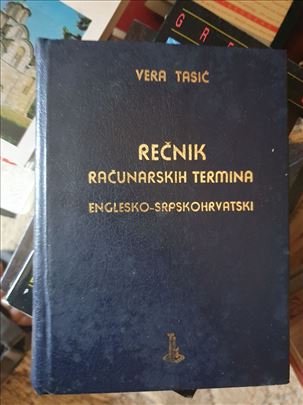 VERA TASIĆ
REČNIK
RAČUNARSKIH TERMINA
ENGLESKO-SRPSKOHRVATSKI